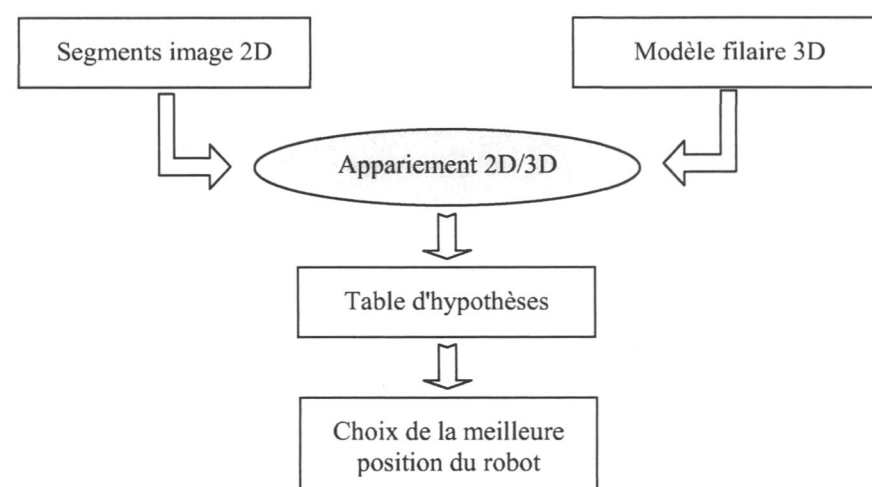 Segments image 2D
Modèle filaire 3D
Appariement 2D/3D
Table d'hypothèses
Choix de la meilleure
position du robot